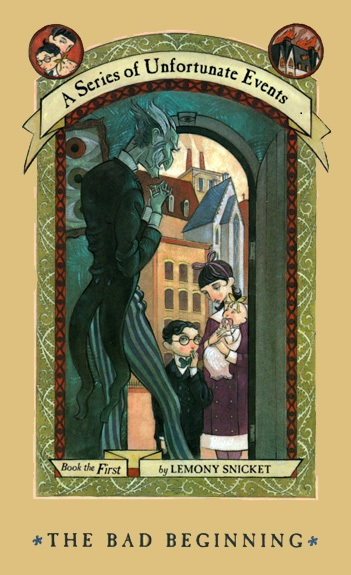 A Series of Unfortunate Events
Book the First
by LEMONY SNICKET
*THE BAD BEGINNING*